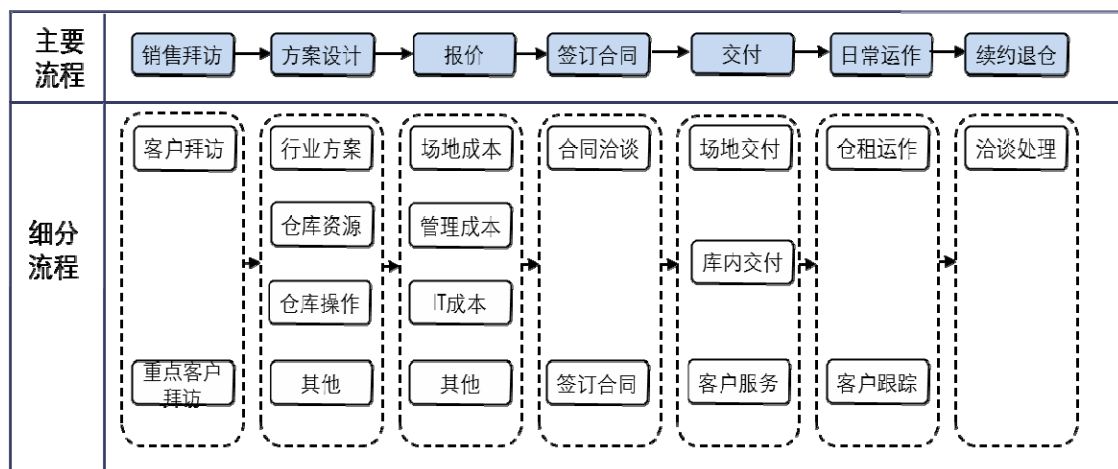 主要
流程
销售拜访
方案设计
报价
签订合同
交付
日常运作
续约退仓
细分
流程
客户拜访
重点客户
拜访
行业方案
仓库资源
仓库操作
其他
场地成本
管理成本
IT成本
其他
合同洽谈
签订合同
场地交付
库内交付
客户服务
仓租运作
客户跟踪
洽谈处理